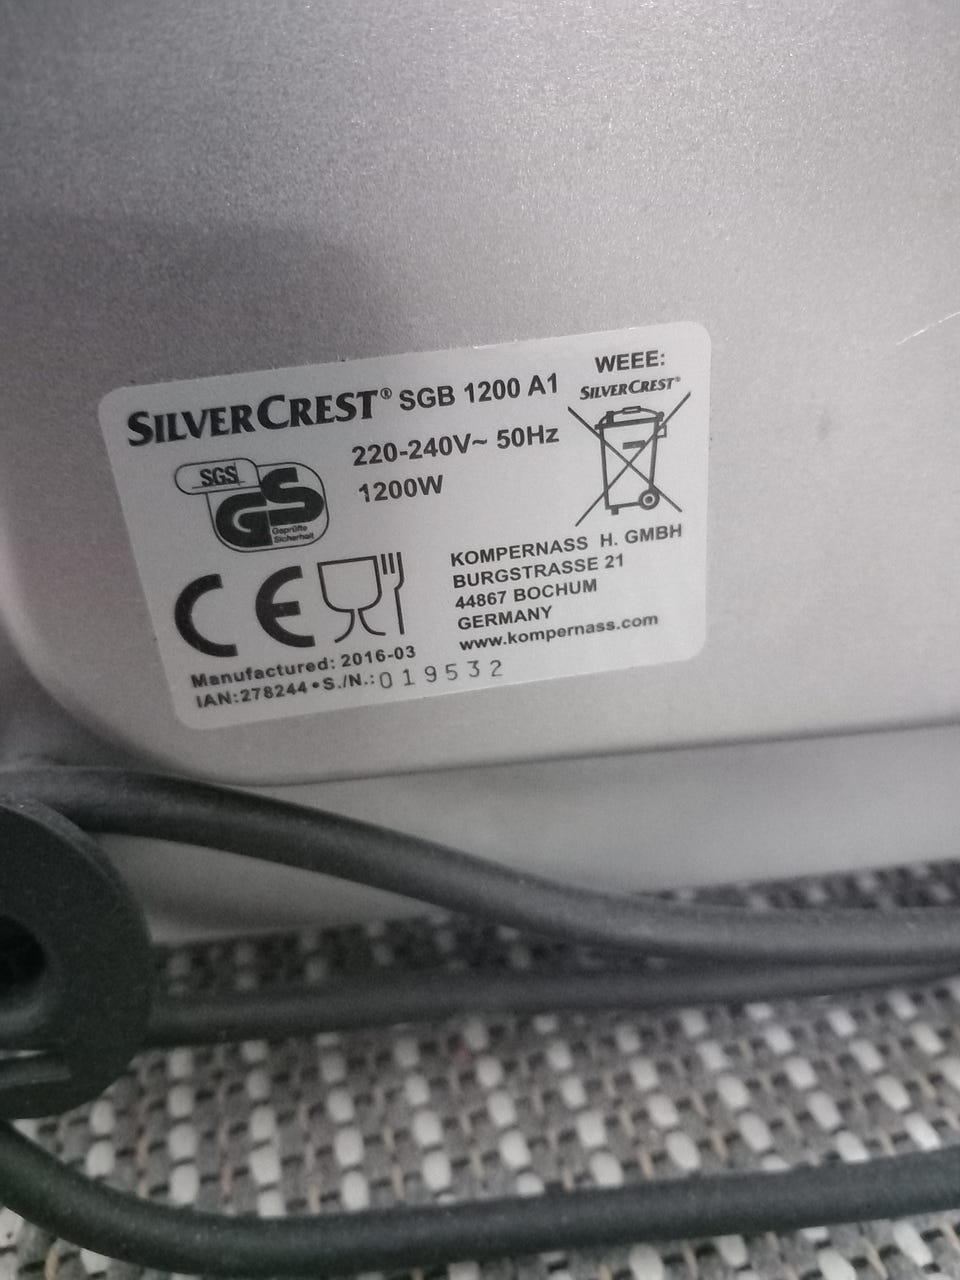 SILVERCREST® SGB 1200 A1
WEEE:
SILVERCREST®
220-240V~ 50Hz
1200W
SGS
GS
Geprüfte
Sicherheit
CE
KOMPERNASS H. GMBH
BURGSTRASSE 21
44867 BOCHUM
GERMANY
www.kompernass.com
Manufactured: 2016-03
IAN:278244•S./N.:019532